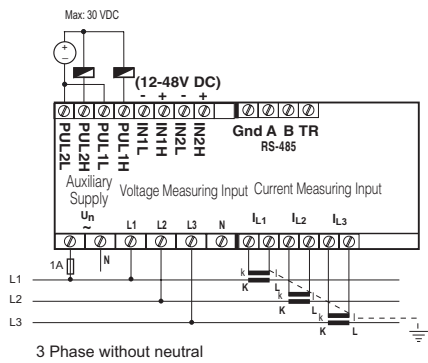 Max: 30 VDC
+
−
(12-48V DC)
- + - +
PUL2L PUL2H PUL1L PUL1H IN1L IN1H IN2L IN2H
Gnd A B TR
RS-485
Auxiliary Supply
Voltage Measuring Input
Current Measuring Input
Un
~
L1 L2 L3 N
IL1 IL2 IL3
1A
N
k l
K L
k l
K L
k l
K L
L1
L2
L3
3 Phase without neutral